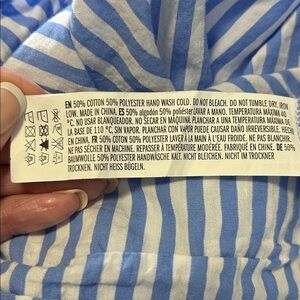 EN 50% COTTON 50% POLYESTER HAND WASH COLD. DO NOT BLEACH. DO NOT TUMBLE DRY. IRON
LOW. MADE IN CHINA. ES 50% algodón 50% poliéster LAVAR A MANO. TEMPERATURA MÁXIMA 40
°C. NO USAR BLANQUEADOR. NO SECAR EN MÁQUINA. PLANCHAR A UNA TEMPERATURA MÁXIMA
DE LA BASE DE 110 °C, SIN VAPOR. PLANCHAR CON VAPOR PUEDE CAUSAR DAÑO IRREVERSIBLE. HECHO
EN CHINA. FR 50% COTON 50% POLYESTER LAVER À LA MAIN À L'EAU FROIDE. NE PAS BLANCHIR.
NE PAS SÉCHER EN MACHINE. REPASSER À TEMPÉRATURE MODÉRÉE. FABRIQUÉ EN CHINE. DE 50%
BAUMWOLLE 50% POLYESTER HANDWÄSCHE KALT. NICHT BLEICHEN. NICHT IM TROCKNER
TROCKNEN. NICHT HEISS BÜGELN.